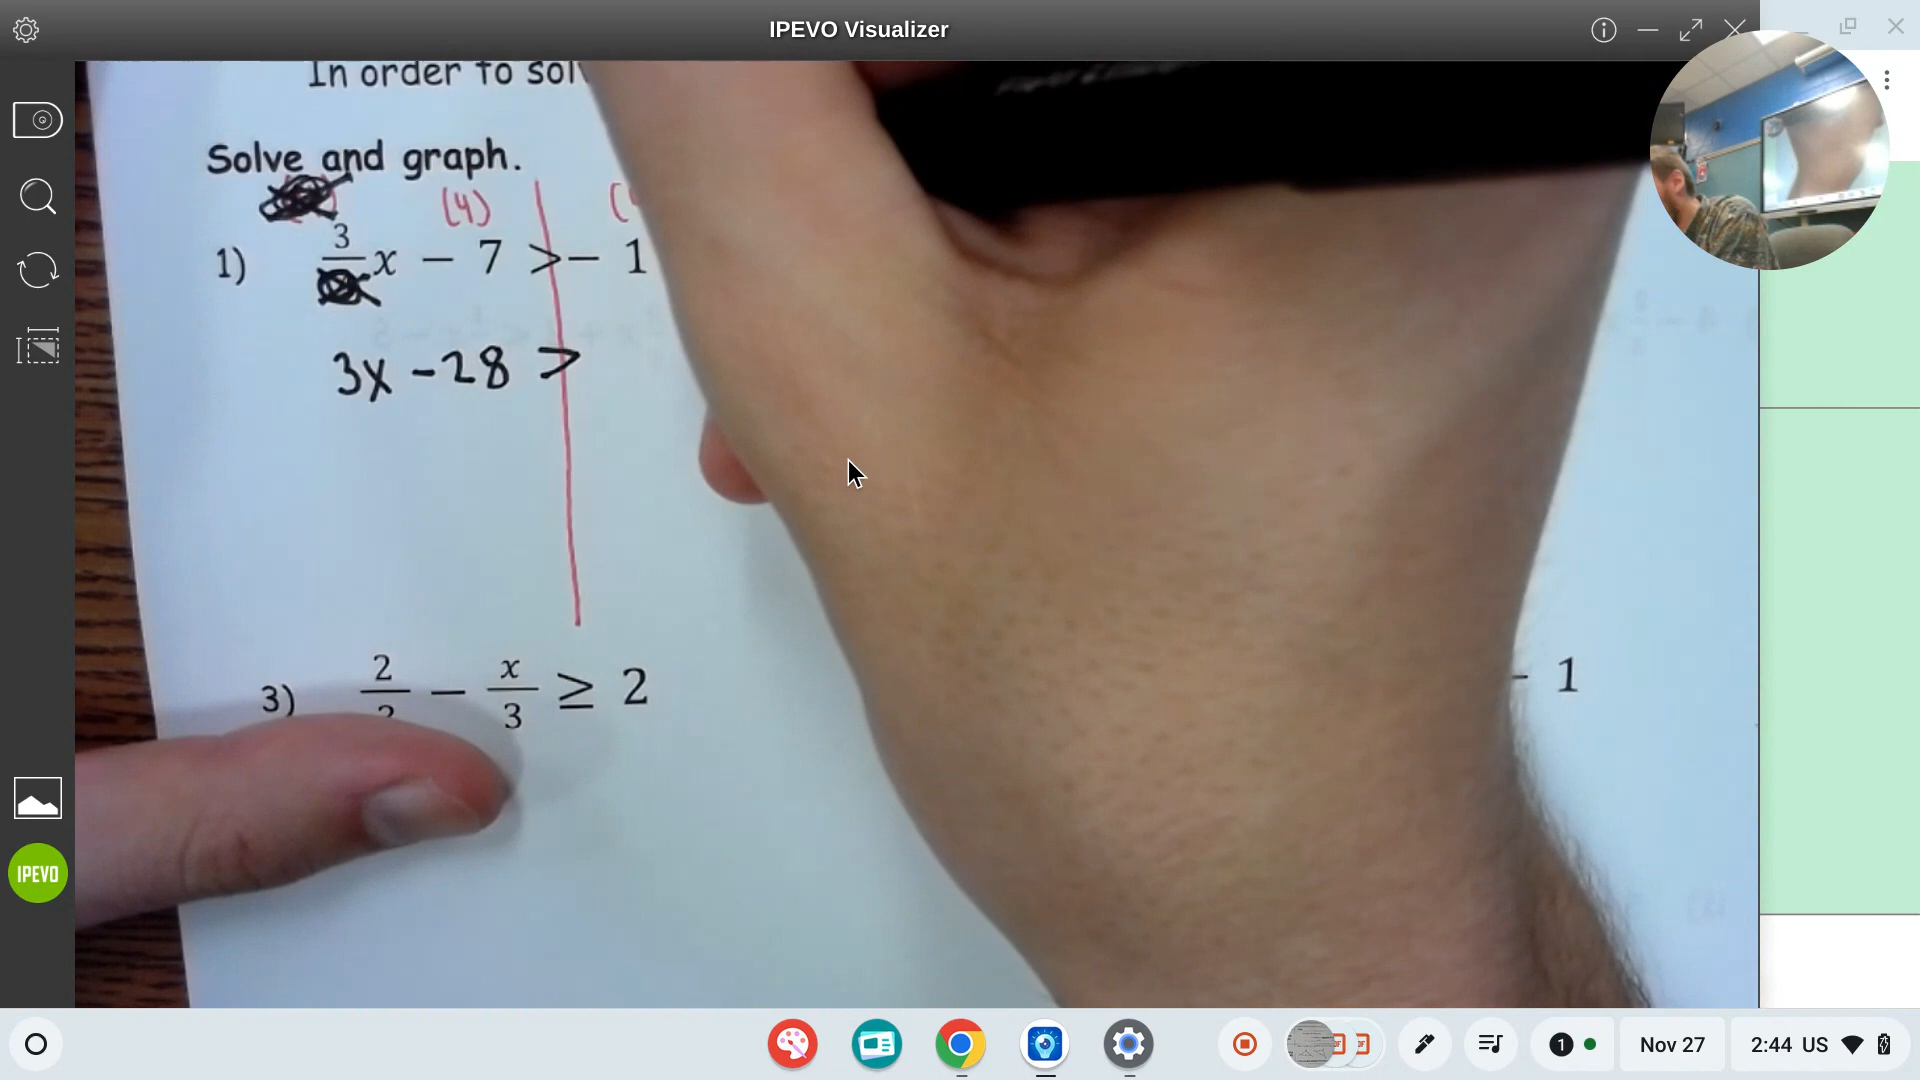 IPEVO Visualizer
In order to sol
Solve and graph.
(4) (
1) 3/ x − 7 > − 1
3x - 28 >
3) 2/ − x/3 ≥ 2
- 1
IPEVO
1
Nov 27
2:44 US